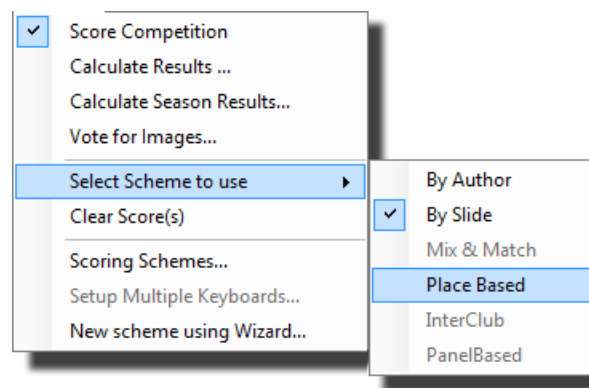 Score Competition
Calculate Results ...
Calculate Season Results...
Vote for Images...
Select Scheme to use
Clear Score(s)
Scoring Schemes...
Setup Multiple Keyboards...
New scheme using Wizard...
By Author
By Slide
Mix & Match
Place Based
InterClub
PanelBased